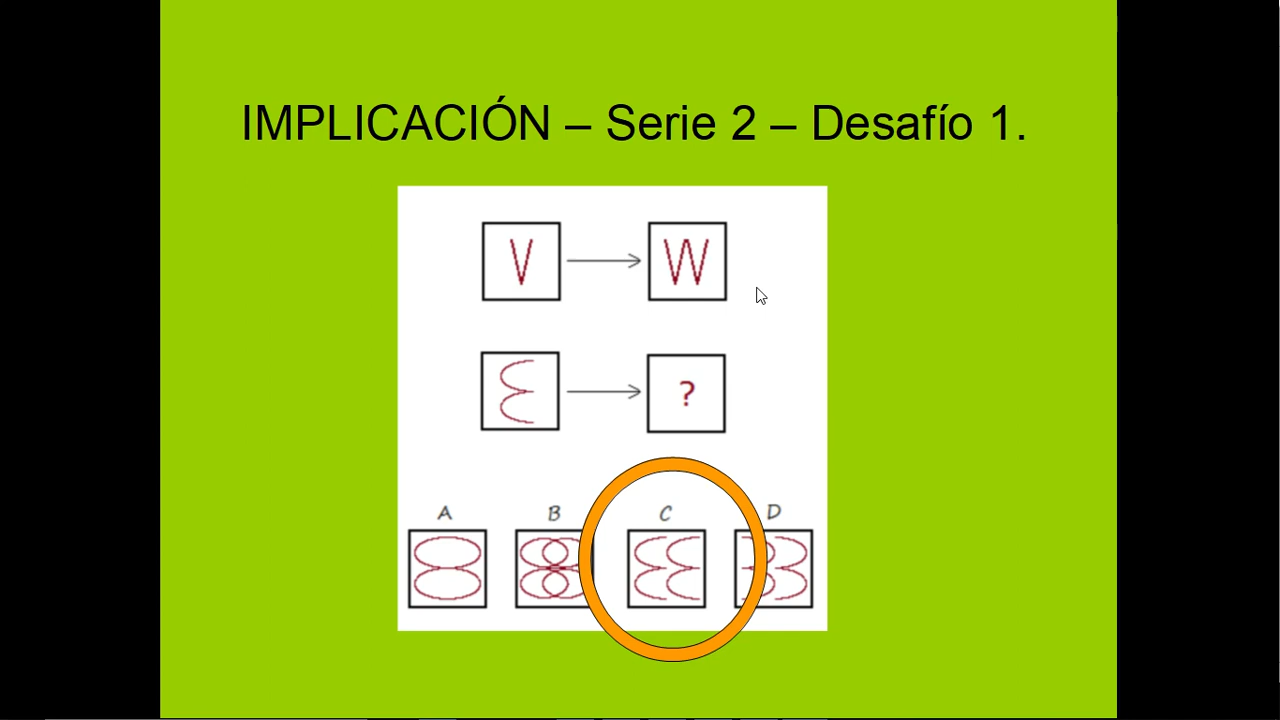 IMPLICACIÓN – Serie 2 – Desafío 1.
V W
?
A B C D